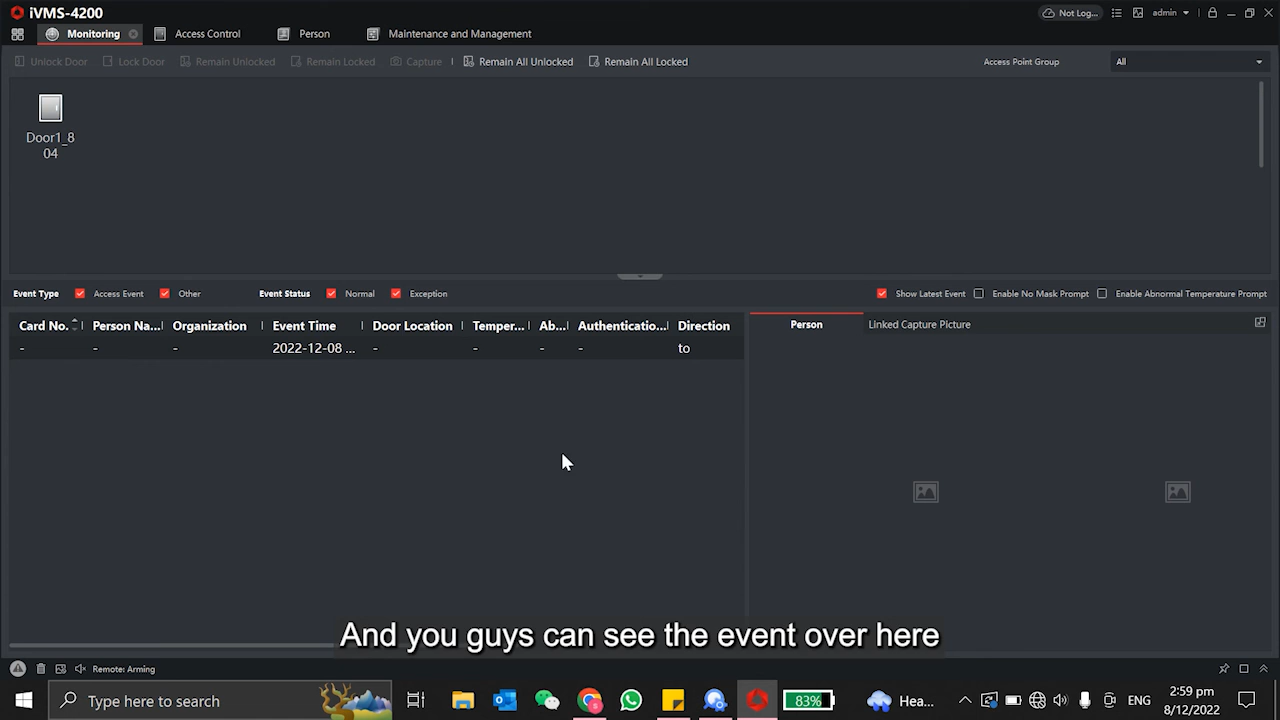 iVMS-4200
Not Log...
admin
Monitoring
Access Control
Person
Maintenance and Management
Unlock Door
Lock Door
Remain Unlocked
Remain Locked
Capture
Remain All Unlocked
Remain All Locked
Access Point Group
All
Door1_8
04
Event Type
Access Event
Other
Event Status
Normal
Exception
Show Latest Event
Enable No Mask Prompt
Enable Abnormal Temperature Prompt
Card No.
Person Na...
Organization
Event Time
Door Location
Temper...
Ab...
Authenticatio...
Direction
Person
Linked Capture Picture
- - - 2022-12-08 ... - - - - to
And you guys can see the event over here
Remote: Arming
Type here to search
83%
Hea...
ENG
2:59 pm
8/12/2022